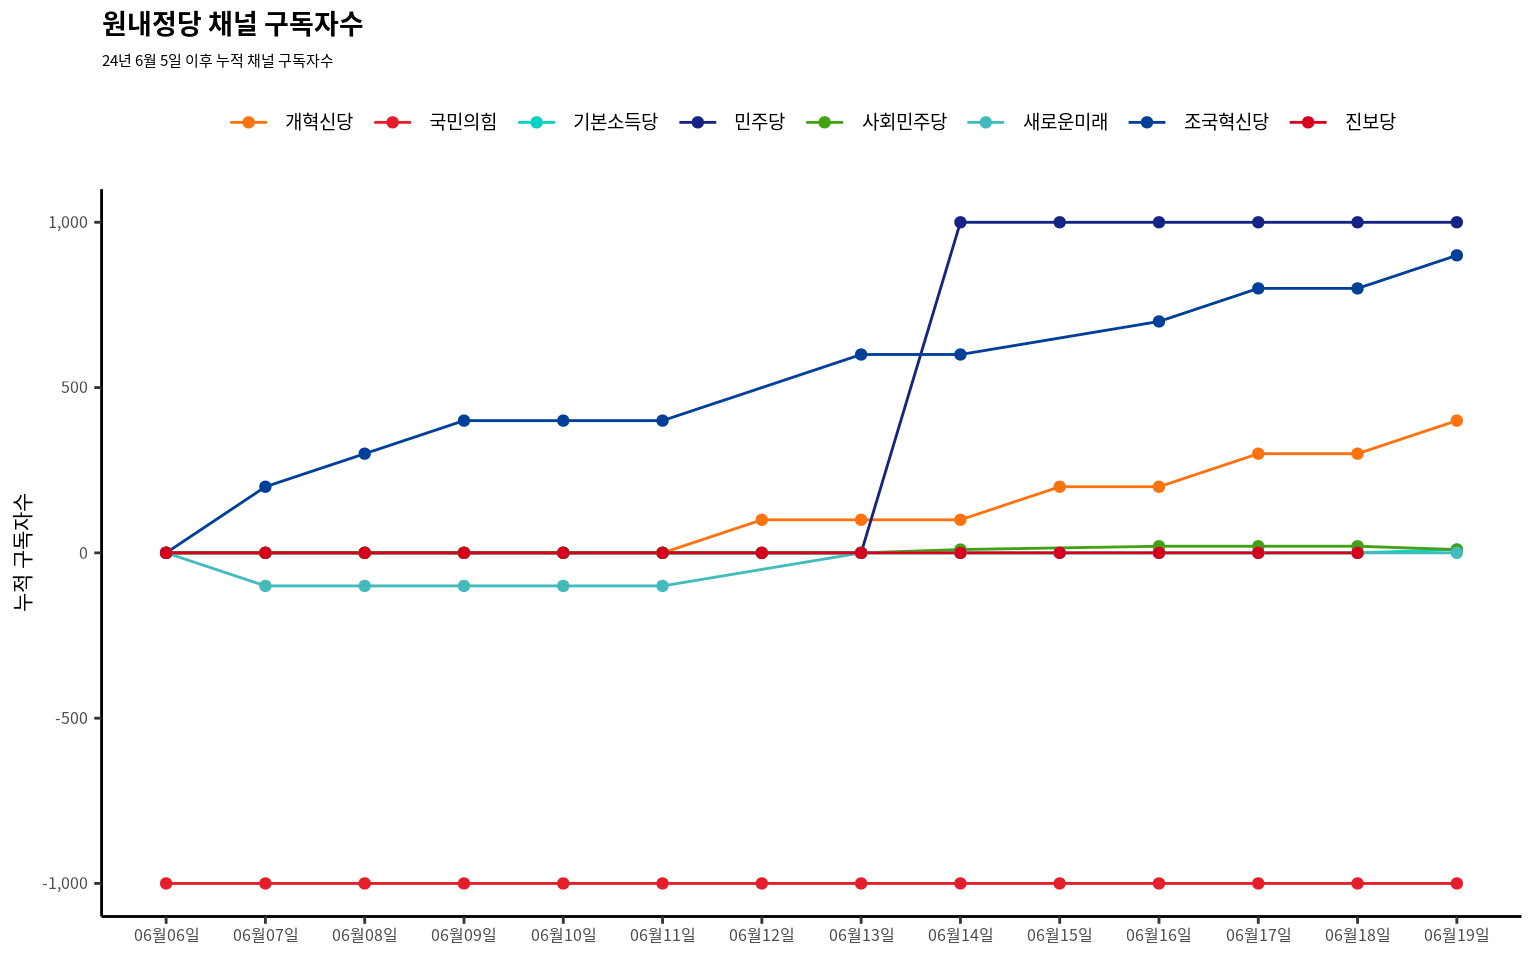 원내정당 채널 구독자수
24년 6월 5일 이후 누적 채널 구독자수
개혁신당 국민의힘 기본소득당 민주당 사회민주당 새로운미래 조국혁신당 진보당
누적 구독자수
1,000
500
0
-500
-1,000
06월06일 06월07일 06월08일 06월09일 06월10일 06월11일 06월12일 06월13일 06월14일 06월15일 06월16일 06월17일 06월18일 06월19일